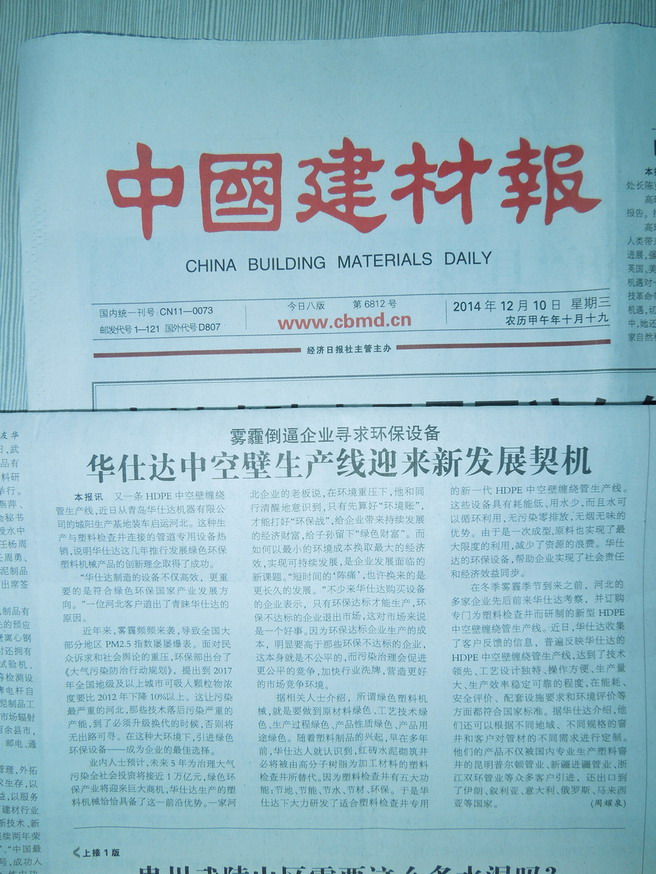 中國建材報
CHINA BUILDING MATERIALS DAILY
国内统一刊号 CN11—0073
邮发代号 1—121 国外代号 D807
今日八版 第 6812 号
www.cbmd.cn
2014 年 12 月 10 日 星期三
农历甲午年十月十九
经济日报社主管主办
雾霾倒逼企业寻求环保设备
华仕达中空壁生产线迎来新发展契机
本报讯 又一条 HDPE 中空壁缠绕
管生产线,近日从青岛华仕达机器有限公
司的城阳生产基地装车启运河北。这种生
产与塑料检查井连接的管道专用设备热
销,说明华仕达这几年推行发展绿色环保
塑料机械产品的创新理念取得了成功。
“华仕达制造的设备不仅高效, 更重
要的是符合绿色环保国家产业发展方
向。”一位河北客户道出了青睐华仕达的
原因。
近年来,雾霾频频来袭,导致全国大
部分地区 PM2.5 指数屡屡爆表。面对民
众诉求和社会舆论的重压,环保部出台了
《大气污染防治行动规划》, 提出到 2017
年全国地级及以上城市可吸入颗粒物浓
度要比 2012 年下降 10%以上。这让污染
最严重的河北,那些技术落后污染严重的
产能,到了必须升级换代的时候,否则将
无出路可寻。在这种大环境下,引进绿色
环保设备——成为企业的最佳选择。
业内人士预计,未来 5 年为治理大气
污染全社会投资将接近 1 万亿元,绿色环
保产业将迎来巨大商机,华仕达生产的塑
料机械恰恰具备了这一前沿优势。一家河
北企业的老板说,在环境重压下,他和同
行清醒地意识到,只有先算好“环境账”,
才能打好“环保战”,给企业带来持续发展
的经济财富,给子孙留下“绿色财富”。而
如何以最小的环境成本换取最大的经济
效,实现可持续发展,是企业发展面临的
新课题。“短时间的‘阵痛’,也许换来的是
更长久的发展。”不少来华仕达购买设备
的企业表示, 只有环保达标才能生产,环
保不达标的企业退出市场,这对市场来说
是一个好事,因为环保达标企业生产的成
本, 明显要高于那些环保不达标的企业,
这本身就是不公平的,而污染治理会促进
更公平的竞争, 加快行业洗牌,营造更好
的市场竞争环境。
据相关人士介绍, 所谓绿色塑料机
械,就是要做到原材料绿色、工艺技术绿
色、生产过程绿色、产品性质绿色、产品用
途绿色。随着塑料制品的兴起,早在多年
前,华仕达人就认识到,红砖水泥砌筑井
必将被由高分子树脂为加工材料的塑料
检查井所替代。因为塑料检查井有五大功
能:节地、节能、节水、节材、环保。于是华
仕达下大力研发了适合塑料检查井专用
的新一代 HDPE 中空壁缠绕管生产线。
这些设备具有耗能低、用水少,而且水可
以循环利用、无污染零排放、无烟无味的
优势。由于是一次成型,原料也实现了最
大限度的利用,减少了资源的浪费。华仕
达的环保设备,帮助企业实现了社会责任
和经济效益同步。
在冬季雾霾季节到来之前, 河北的
多家企业先后前来华仕达考察, 并订购
专门为塑料检查井而研制的新型 HDPE
中空壁缠绕管生产线。近日, 华仕达收集
了客户反馈的信息, 普遍反映华仕达的
HDPE 中空壁缠绕管生产线,达到了技术
领先、工艺设计独特、操作方便、生产量
大、生产效率稳定可靠的程度,在能耗、
安全评价、配套设施要求和环境评价等
方面都符合国家标准。据华仕达介绍,他
们还可以根据不同地域、不同规格的窨
井和客户对管材的不同需求进行定制。
他们的产品不仅被国内专业生产塑料窨
井的昆明普尔顿管业、新疆进疆管业、浙
江双环管业等众多客户引进, 还出口到
了伊朗、叙利亚、意大利、俄罗斯、马来西
亚等国家。 (周耀泉)
上接 1 版